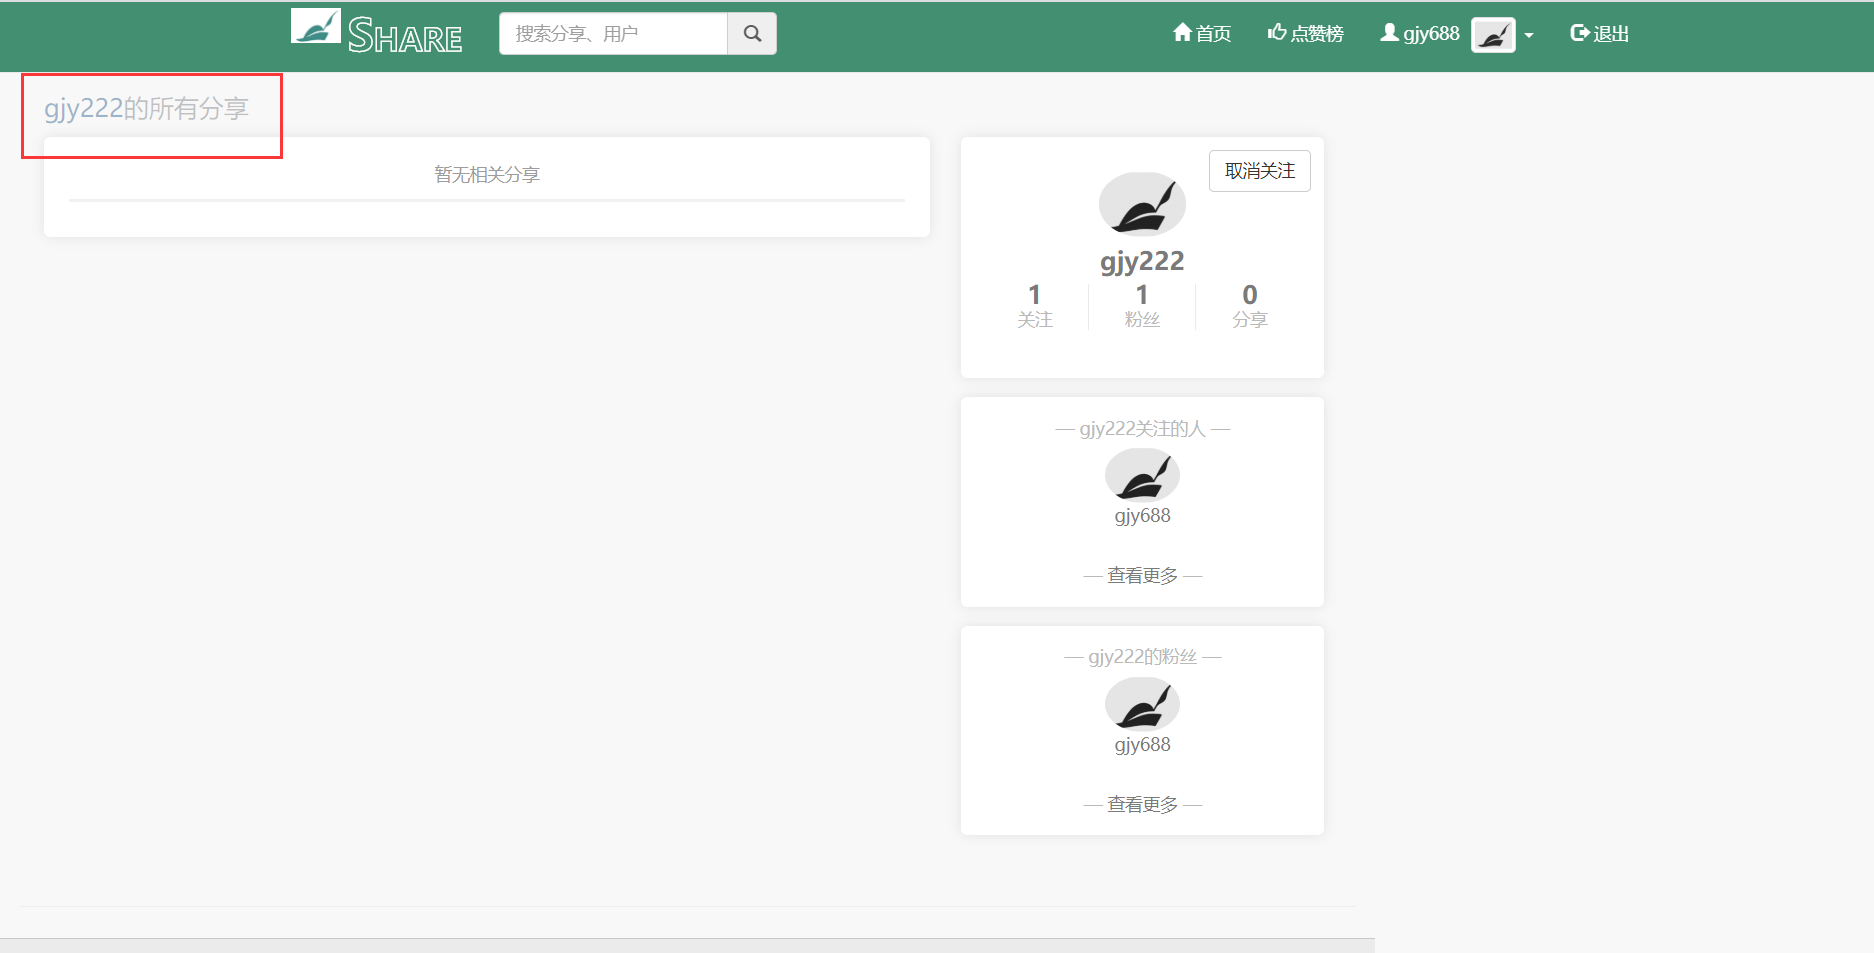 SHARE 搜索分享、用户 首页 点赞榜 gjy688 退出
gjy222的所有分享
暂无相关分享
取消关注
gjy222
1 1 0
关注 粉丝 分享
— gjy222关注的人 —
gjy688
— 查看更多 —
— gjy222的粉丝 —
gjy688
— 查看更多 —